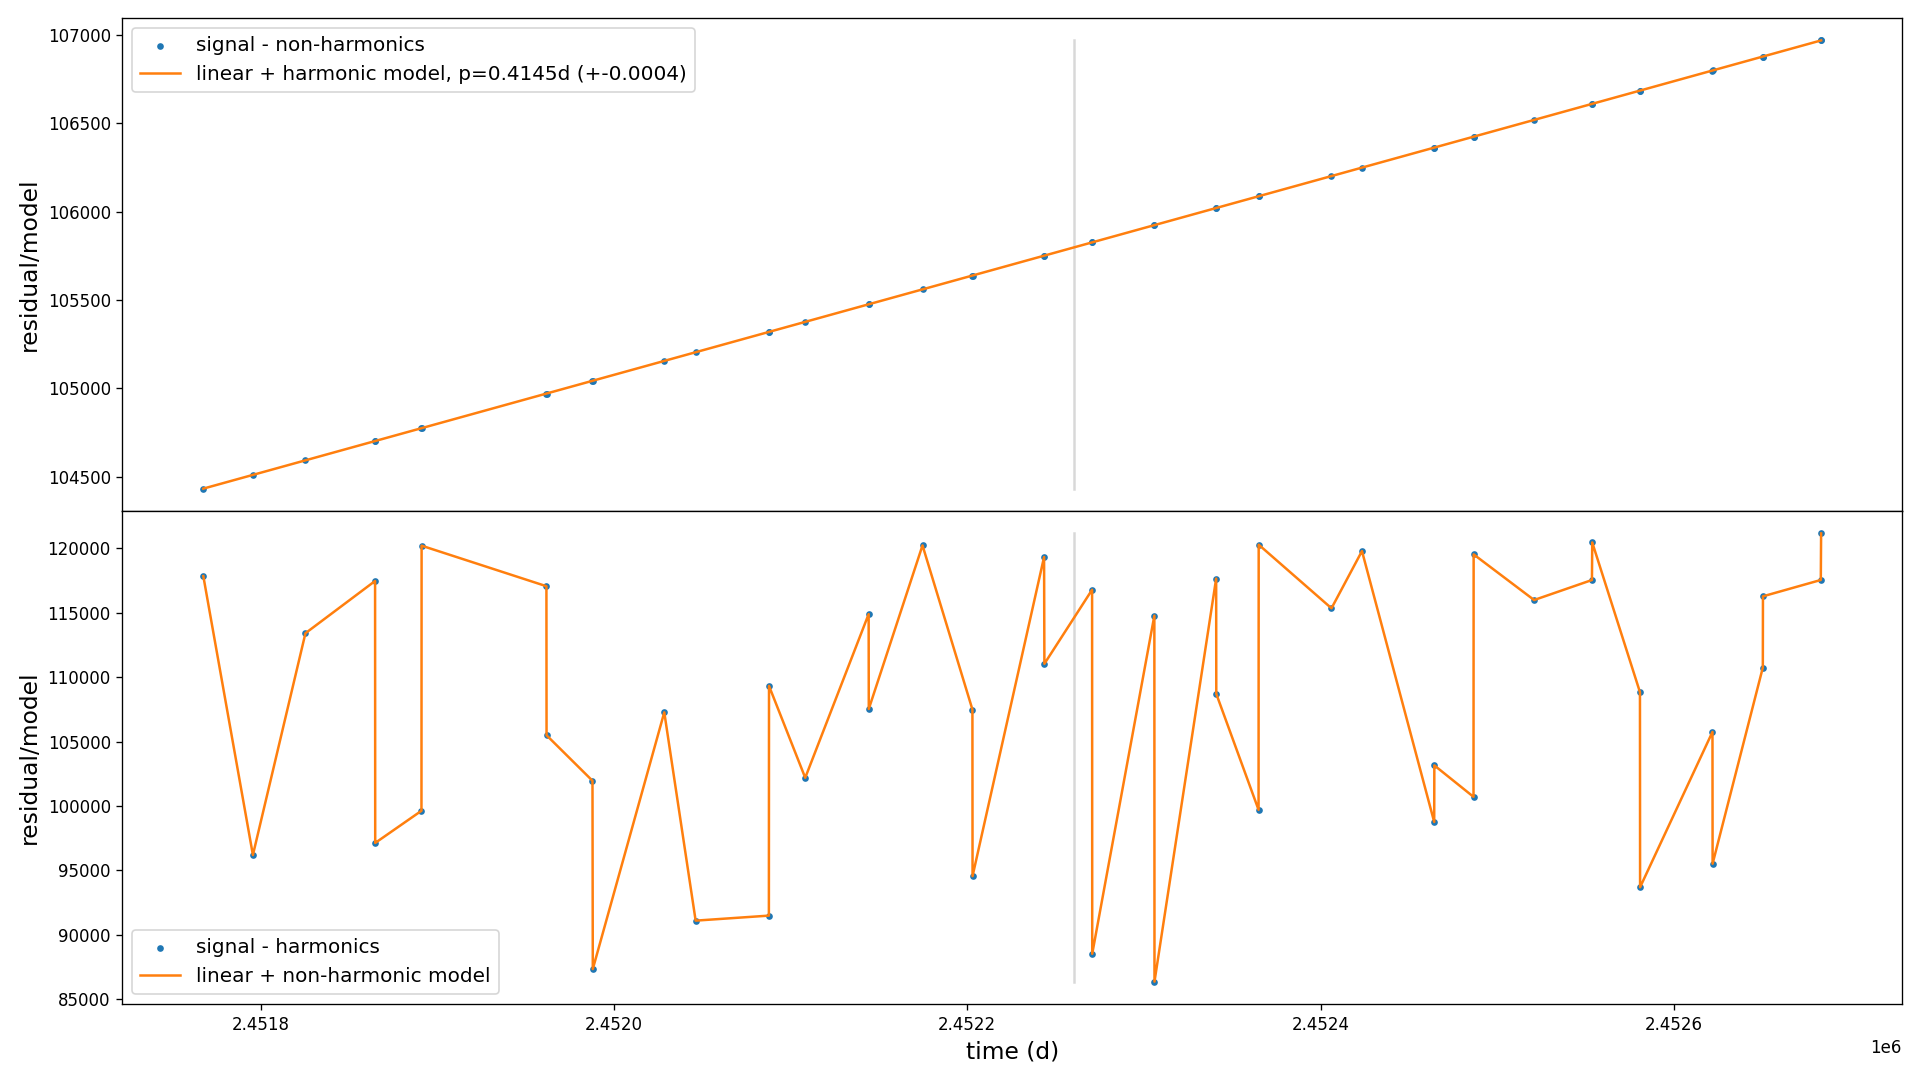 107000
106500
106000
105500
105000
104500
residual/model
signal - non-harmonics
linear + harmonic model, p=0.4145d (+-0.0004)
120000
115000
110000
105000
100000
95000
90000
85000
residual/model
signal - harmonics
linear + non-harmonic model
2.4518 2.4520 2.4522 2.4524 2.4526
time (d)
1e6